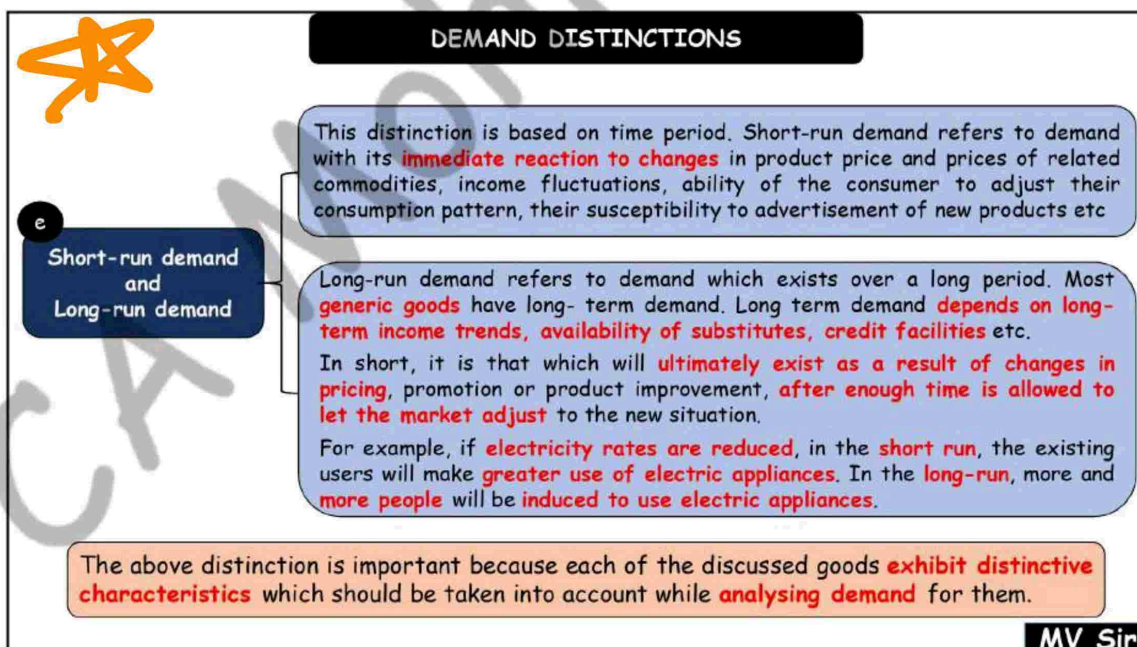 DEMAND DISTINCTIONS
This distinction is based on time period. Short-run demand refers to demand
with its immediate reaction to changes in product price and prices of related
commodities, income fluctuations, ability of the consumer to adjust their
consumption pattern, their susceptibility to advertisement of new products etc
e
Short-run demand
and
Long-run demand
Long-run demand refers to demand which exists over a long period. Most
generic goods have long- term demand. Long term demand depends on long-
term income trends, availability of substitutes, credit facilities etc.
In short, it is that which will ultimately exist as a result of changes in
pricing, promotion or product improvement, after enough time is allowed to
let the market adjust to the new situation.
For example, if electricity rates are reduced, in the short run, the existing
users will make greater use of electric appliances. In the long-run, more and
more people will be induced to use electric appliances.
The above distinction is important because each of the discussed goods exhibit distinctive
characteristics which should be taken into account while analysing demand for them.
MV Sir